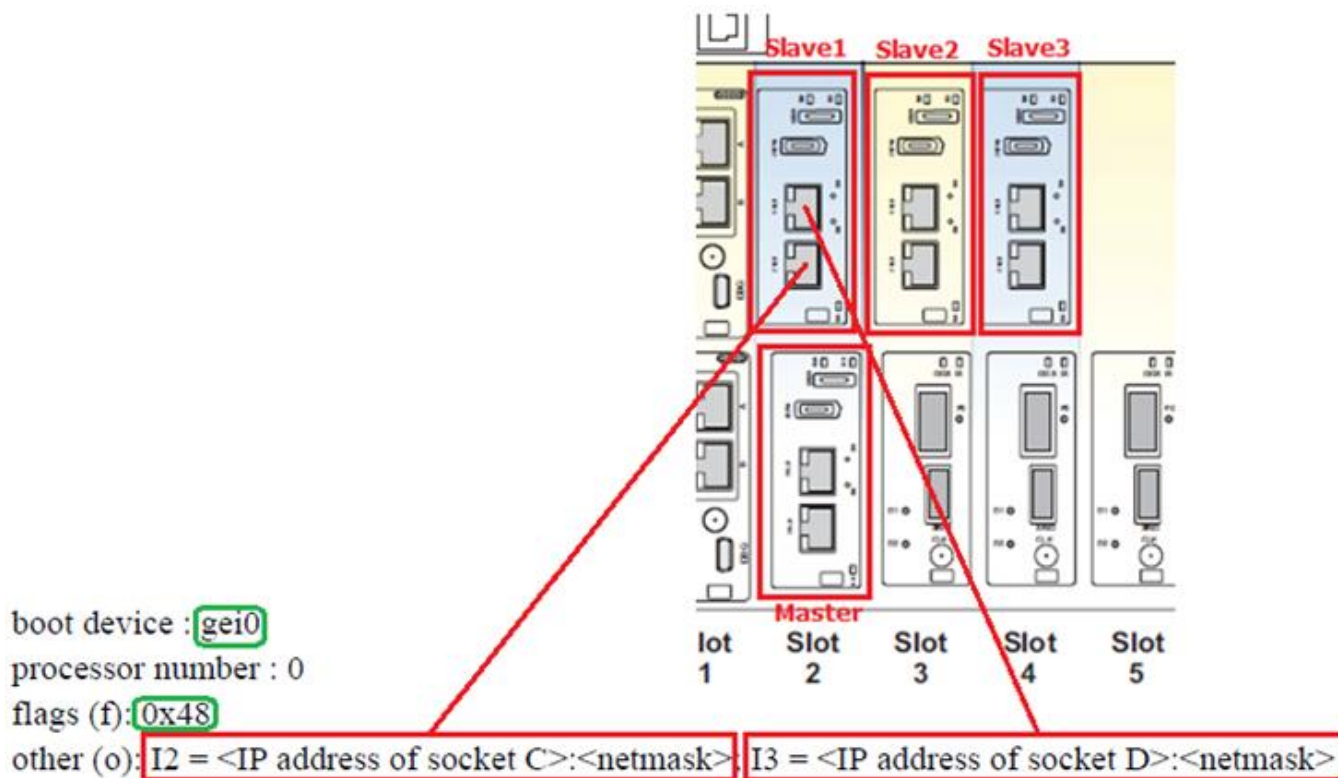 Slave1 Slave2 Slave3
Master
lot Slot Slot Slot Slot
1 2 3 4 5
boot device : gei0
processor number : 0
flags (f): 0x48
other (o): I2 = <IP address of socket C>:<netmask>; I3 = <IP address of socket D>:<netmask>